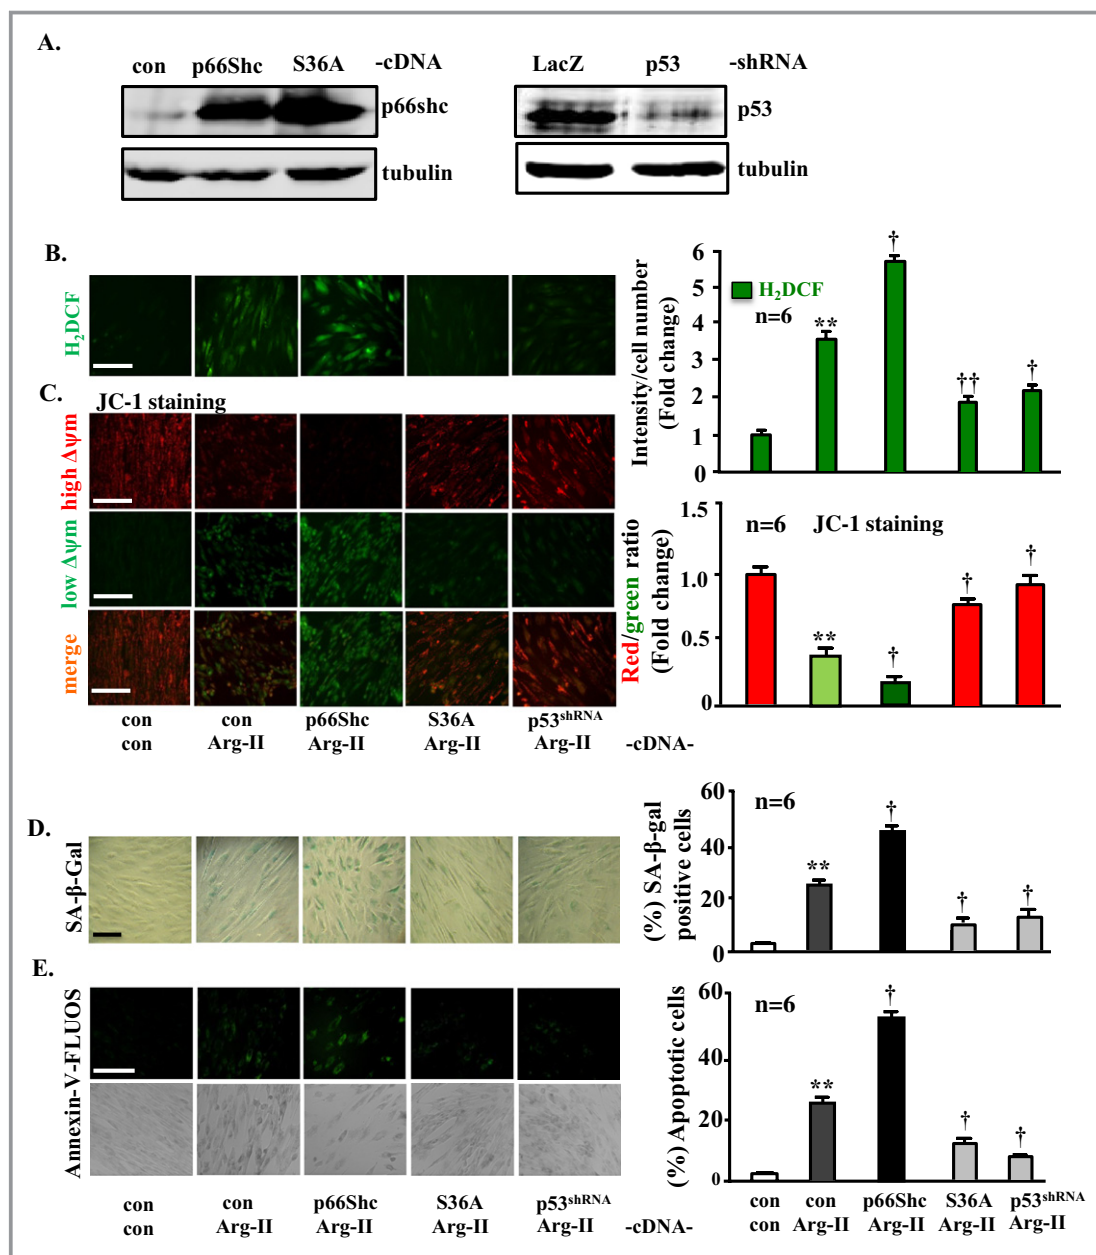 A.
con p66Shc S36A -cDNA
p66shc
tubulin
LacZ p53 -shRNA
p53
tubulin
B.
H₂DCF
Intensity/cell number
(Fold change)
6
5
4
3
2
1
0
H₂DCF
n=6
**
†
††
†
C.
JC-1 staining
high Δψm
low Δψm
merge
con p66Shc S36A p53shRNA
con
con Arg-II Arg-II Arg-II Arg-II -cDNA-
Red/green ratio
(Fold change)
1.5
1.0
0.5
0
n=6 JC-1 staining
**
†
†
†
D.
SA-β-Gal
(%) SA-β-gal
positive cells
60
40
20
0
n=6
**
†
†
†
E.
Annexin-V-FLUOS
con con p66Shc S36A p53shRNA
con Arg-II Arg-II Arg-II Arg-II -cDNA-
(%) Apoptotic cells
60
40
20
0
n=6
**
†
†
†
con con p66Shc S36A p53shRNA
con Arg-II Arg-II Arg-II Arg-II